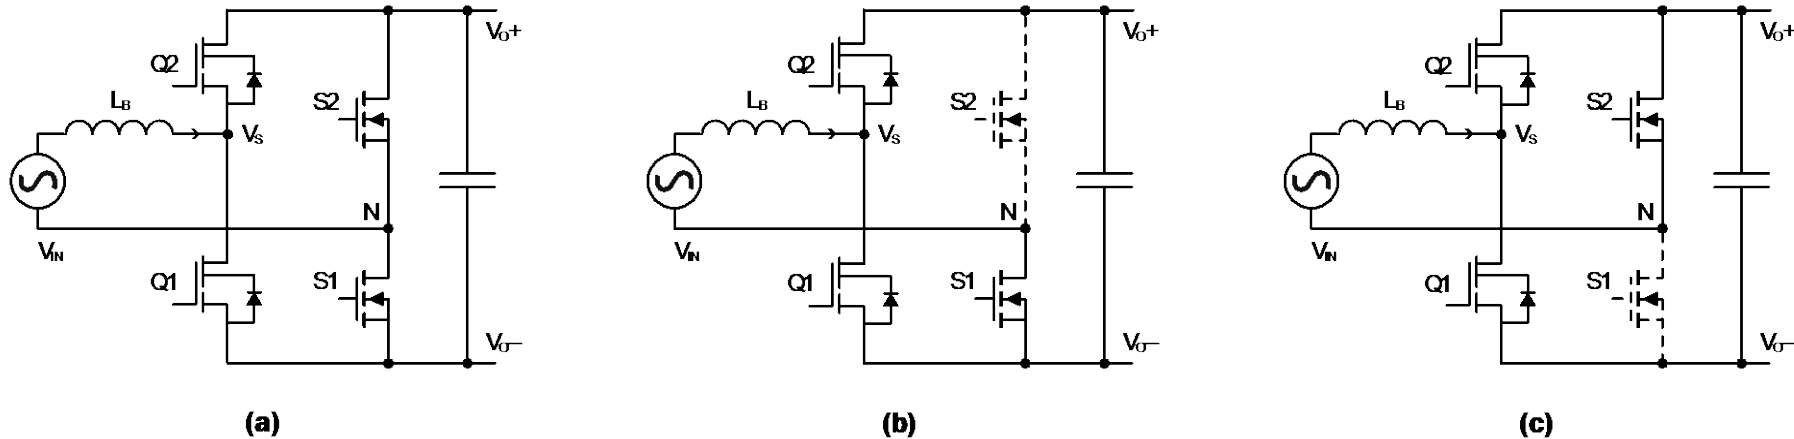 Vo+
Q2
S2
LB
VS
N
VIN
Q1
S1
Vo–
(a)
Vo+
Q2
S2
LB
VS
N
VIN
Q1
S1
Vo–
(b)
Vo+
Q2
S2
LB
VS
N
VIN
Q1
S1
Vo–
(c)